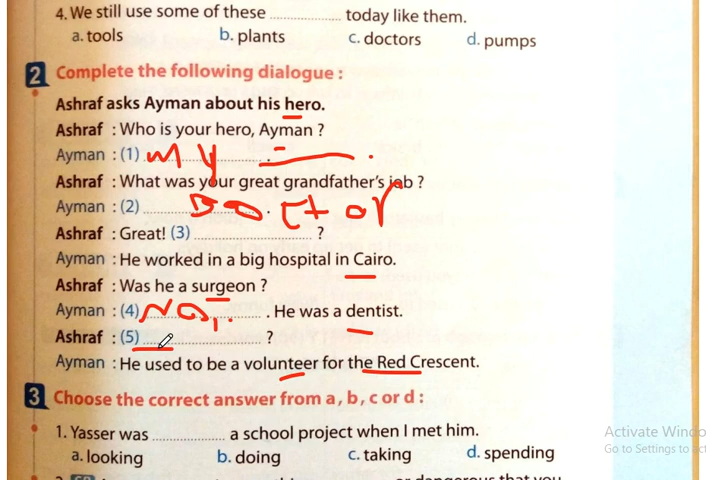 4. We still use some of these .............. today like them.
a. tools b. plants c. doctors d. pumps
2 Complete the following dialogue :
Ashraf asks Ayman about his hero.
Ashraf : Who is your hero, Ayman ?
Ayman : (1) My .............. .
Ashraf : What was your great grandfather's job ?
Ayman : (2) Doctor .............. .
Ashraf : Great! (3) .............. ?
Ayman : He worked in a big hospital in Cairo.
Ashraf : Was he a surgeon ?
Ayman : (4) No, .............. . He was a dentist.
Ashraf : (5) .............. ?
Ayman : He used to be a volunteer for the Red Crescent.
3 Choose the correct answer from a, b, c or d :
1. Yasser was .............. a school project when I met him.
a. looking b. doing c. taking d. spending
Activate Windo
Go to Settings to act